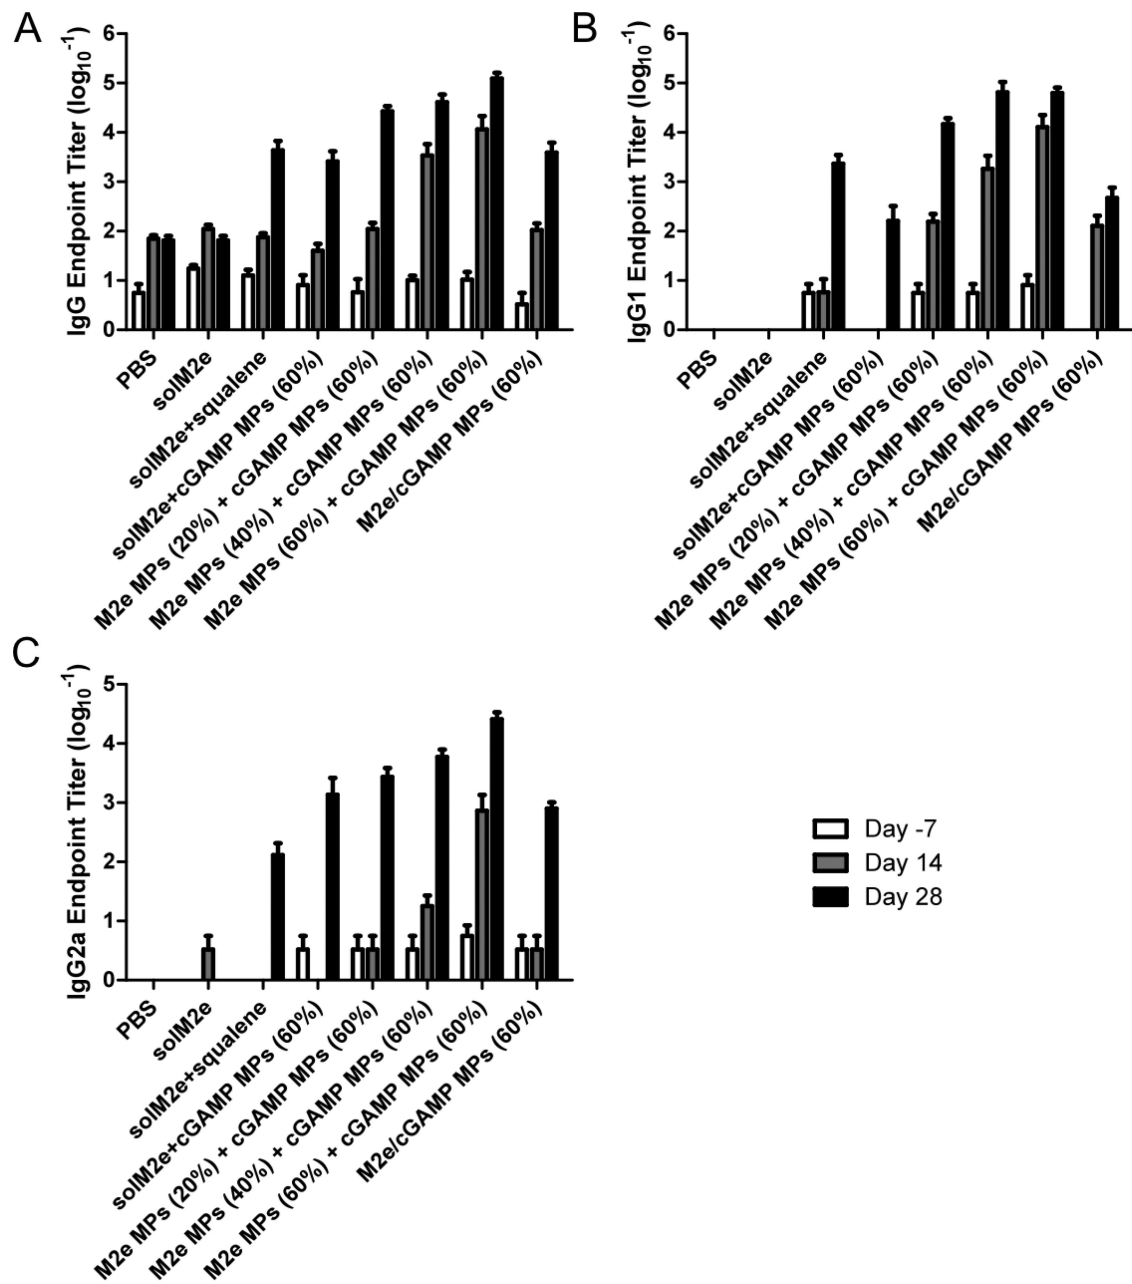 A
IgG Endpoint Titer (log10-1)
6
5
4
3
2
1
0
PBS
solM2e
solM2e+squalene
solM2e+cGAMP MPs (60%)
M2e MPs (20%) + cGAMP MPs (60%)
M2e MPs (40%) + cGAMP MPs (60%)
M2e MPs (60%) + cGAMP MPs (60%)
M2e/cGAMP MPs (60%)
B
IgG1 Endpoint Titer (log10-1)
6
5
4
3
2
1
0
PBS
solM2e
solM2e+squalene
solM2e+cGAMP MPs (60%)
M2e MPs (20%) + cGAMP MPs (60%)
M2e MPs (40%) + cGAMP MPs (60%)
M2e MPs (60%) + cGAMP MPs (60%)
M2e/cGAMP MPs (60%)
C
IgG2a Endpoint Titer (log10-1)
5
4
3
2
1
0
PBS
solM2e
solM2e+squalene
solM2e+cGAMP MPs (60%)
M2e MPs (20%) + cGAMP MPs (60%)
M2e MPs (40%) + cGAMP MPs (60%)
M2e MPs (60%) + cGAMP MPs (60%)
M2e/cGAMP MPs (60%)
Day -7
Day 14
Day 28